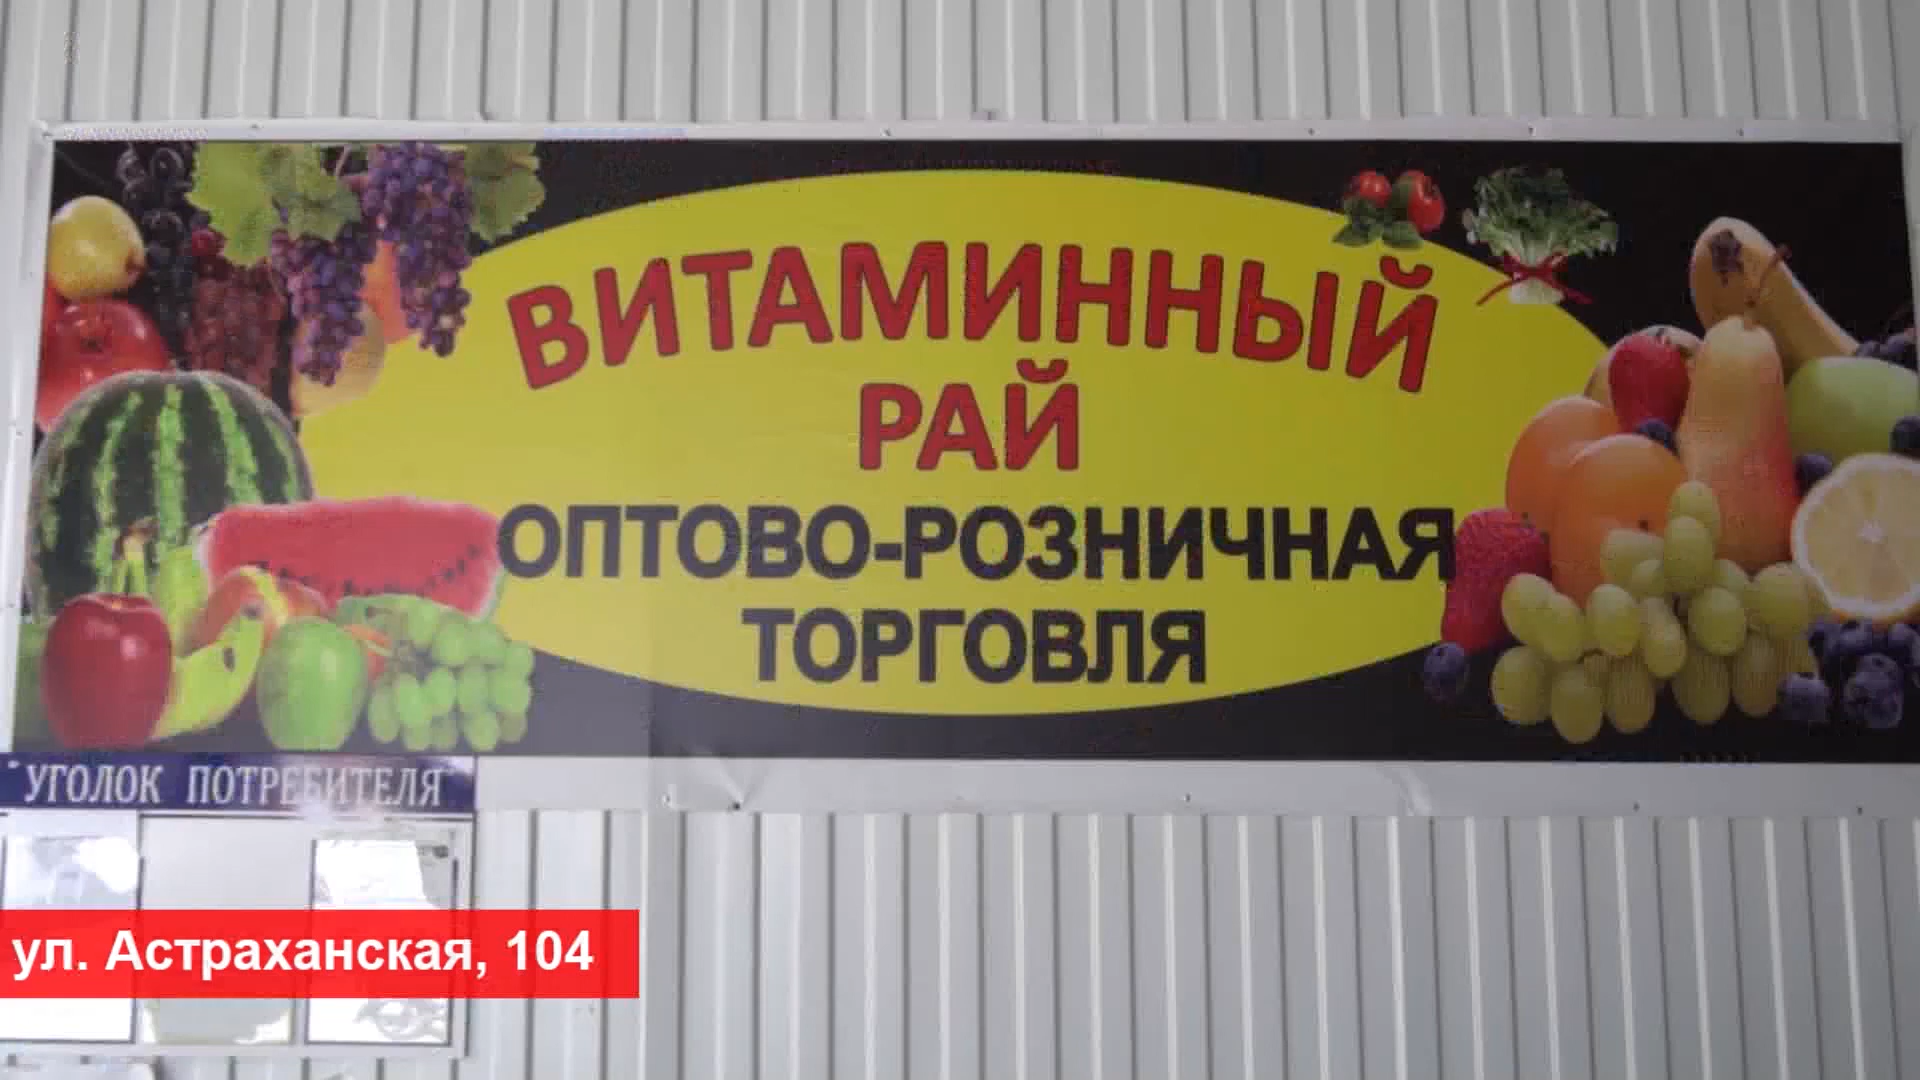 ВИТАМИННЫЙ
РАЙ
ОПТОВО-РОЗНИЧНАЯ
ТОРГОВЛЯ
"УГОЛОК ПОТРЕБИТЕЛЯ"
ул. Астраханская, 104